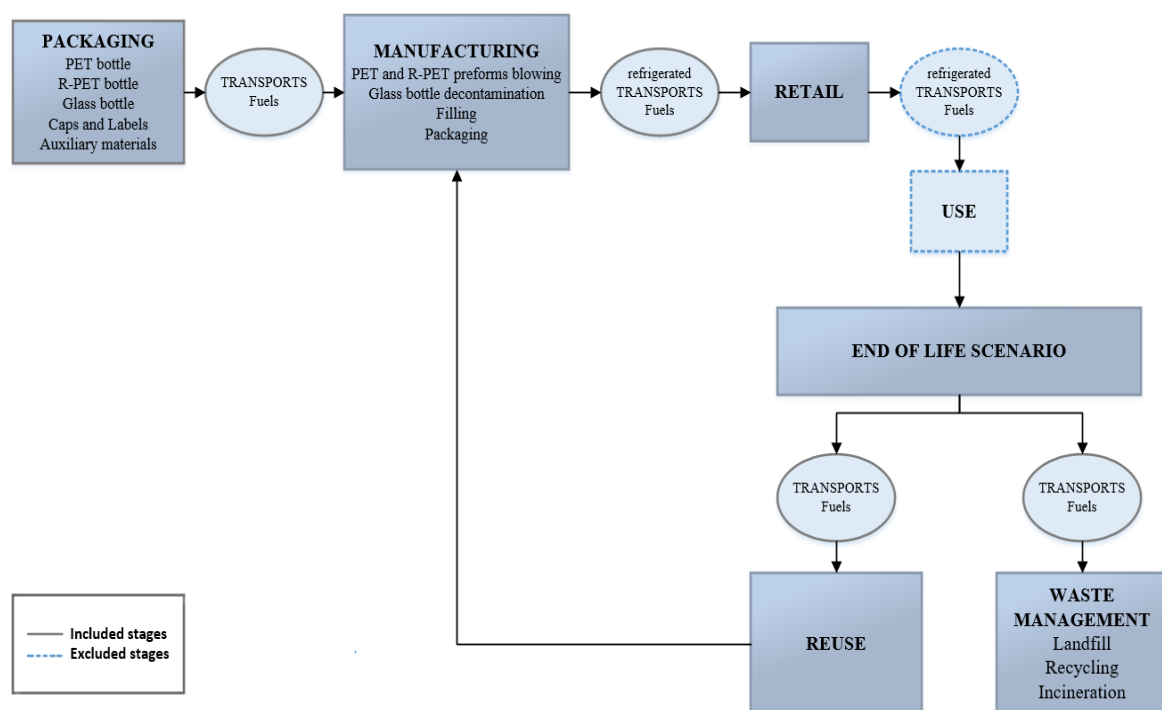 PACKAGING
PET bottle
R-PET bottle
Glass bottle
Caps and Labels
Auxiliary materials
TRANSPORTS
Fuels
MANUFACTURING
PET and R-PET preforms blowing
Glass bottle decontamination
Filling
Packaging
refrigerated
TRANSPORTS
Fuels
RETAIL
refrigerated
TRANSPORTS
Fuels
USE
END OF LIFE SCENARIO
TRANSPORTS
Fuels
TRANSPORTS
Fuels
REUSE
WASTE
MANAGEMENT
Landfill
Recycling
Incineration
Included stages
Excluded stages